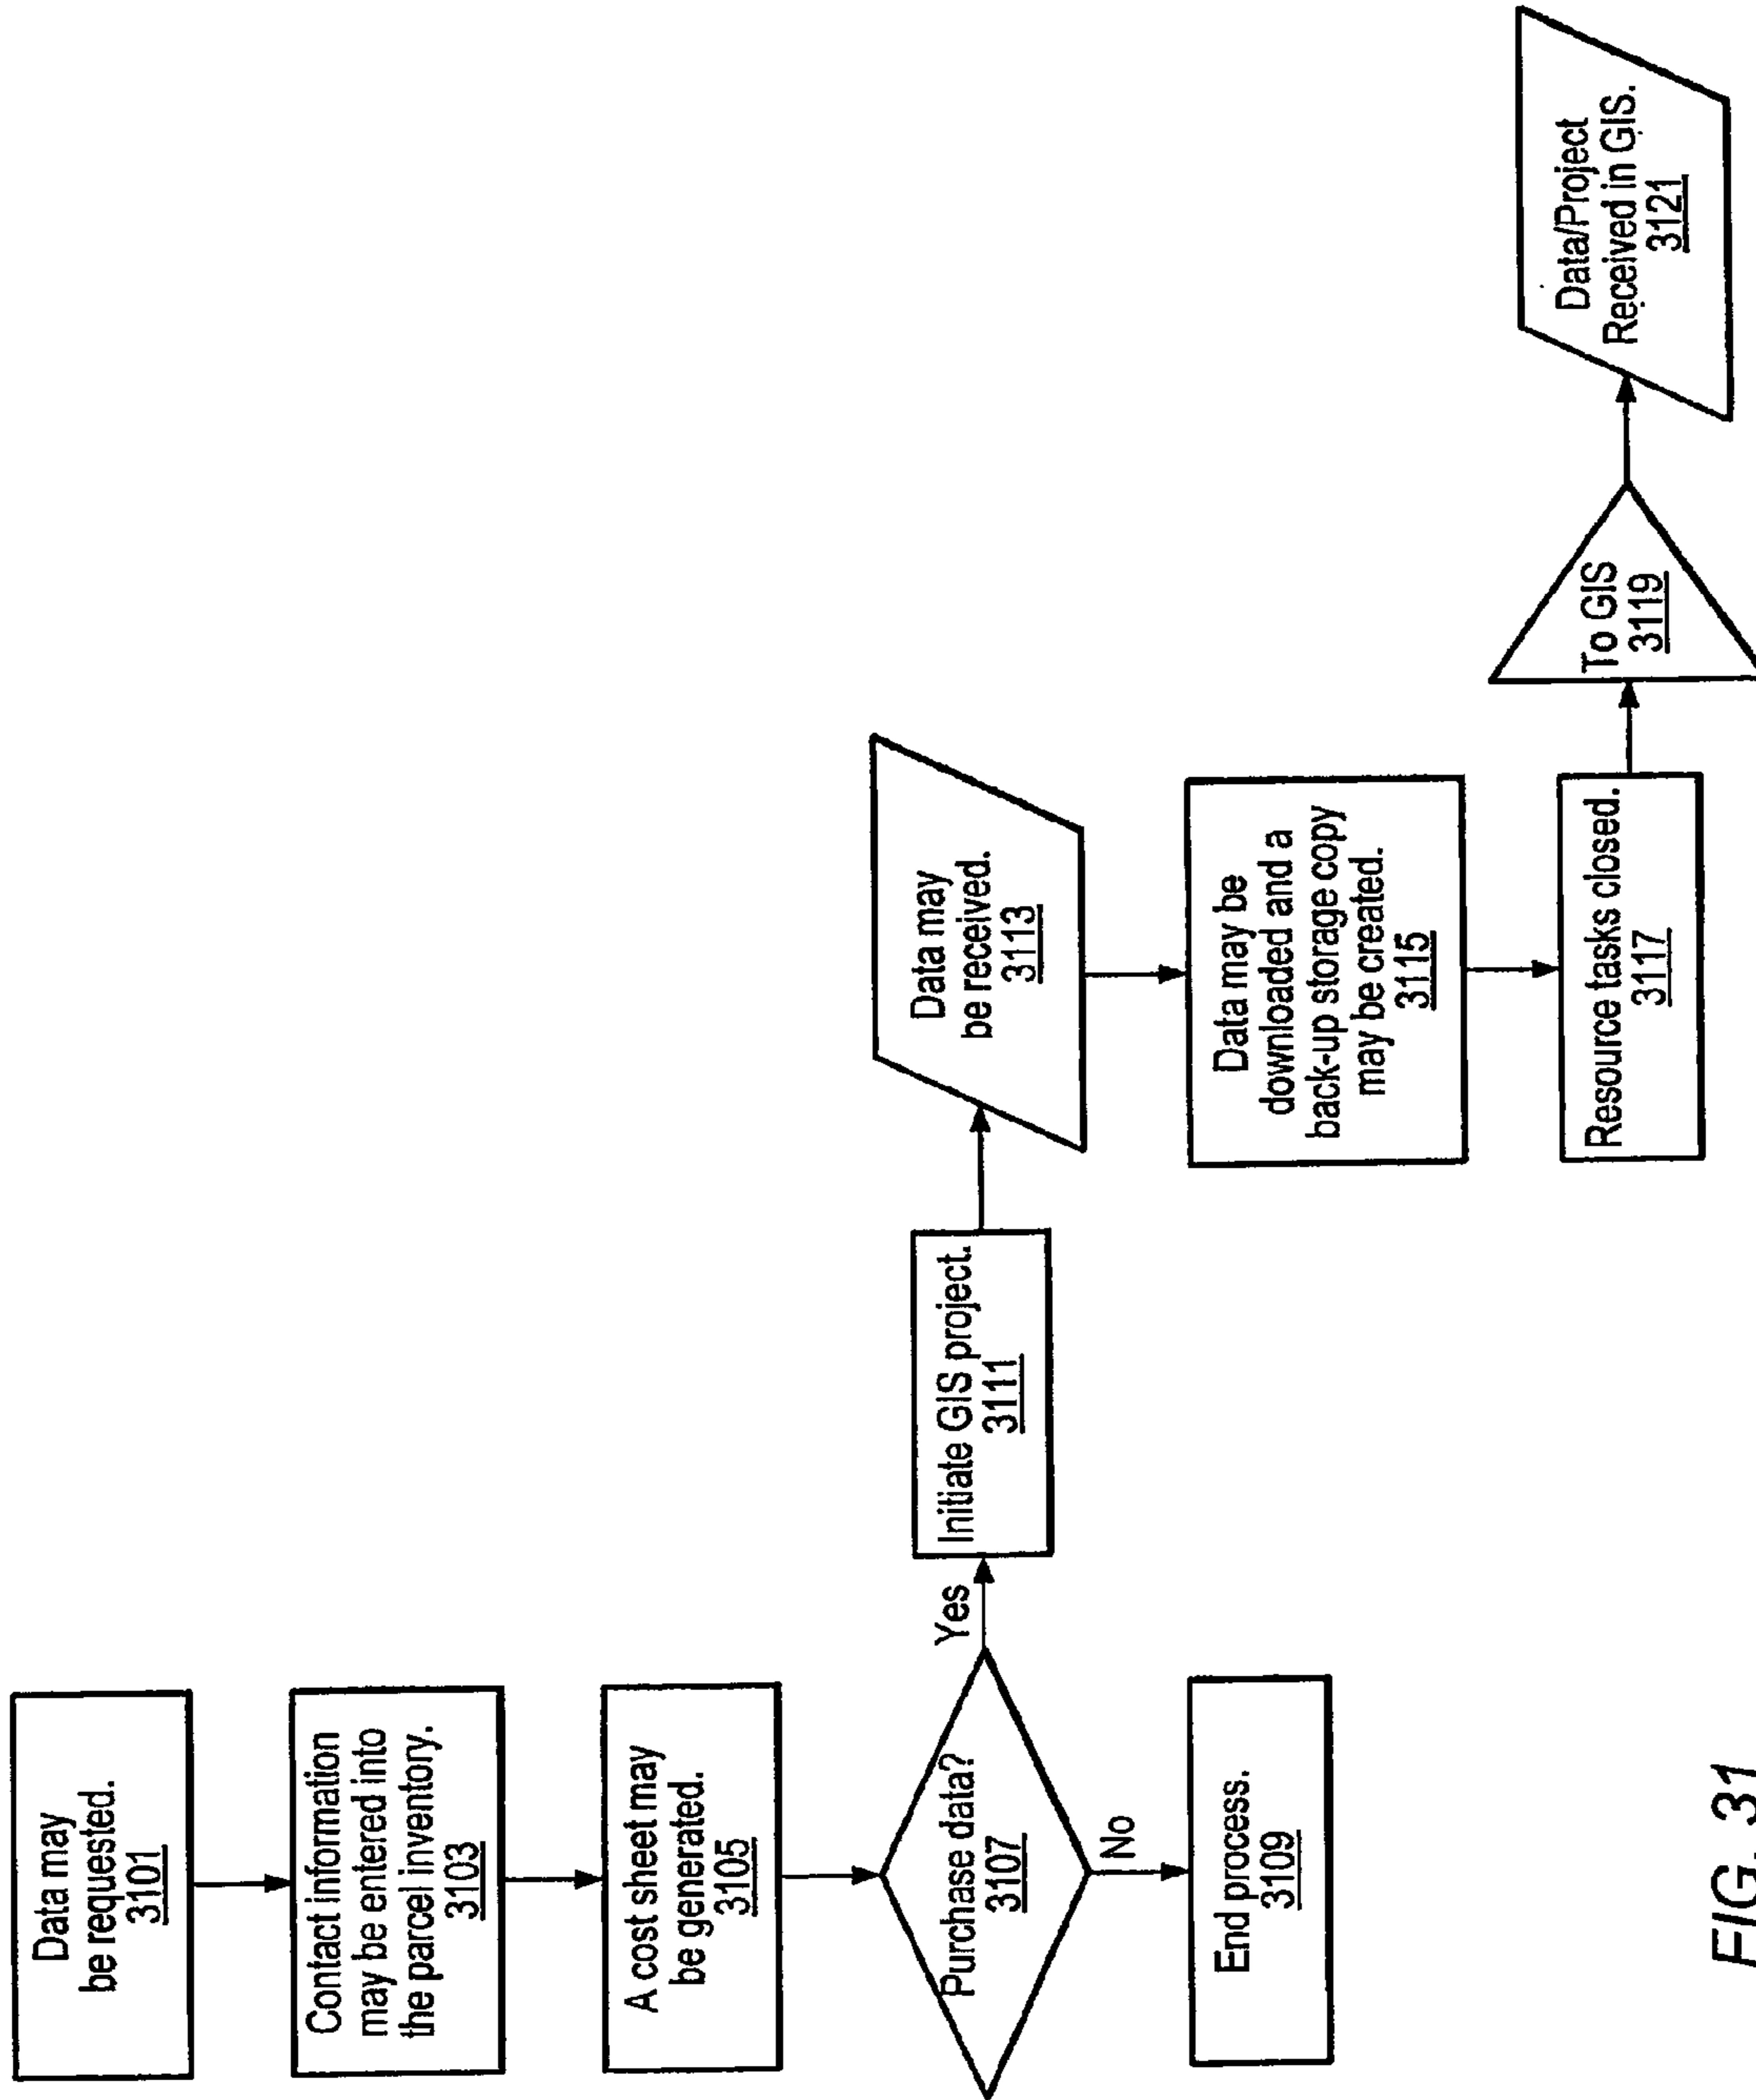 Data may
be requested.
3101
Contact information
may be entered into
the parcel inventory.
3103
A cost sheet may
be generated.
3105
Purchase data?
3107
Yes
No
End process.
3109
Initiate GIS project.
3111
Data may
be received.
3113
Data may be
downloaded and a
back-up storage copy
may be created.
3115
Resource tasks closed.
3117
To GIS
3119
Data/Project
Received in GIS.
3121
FIG. 31